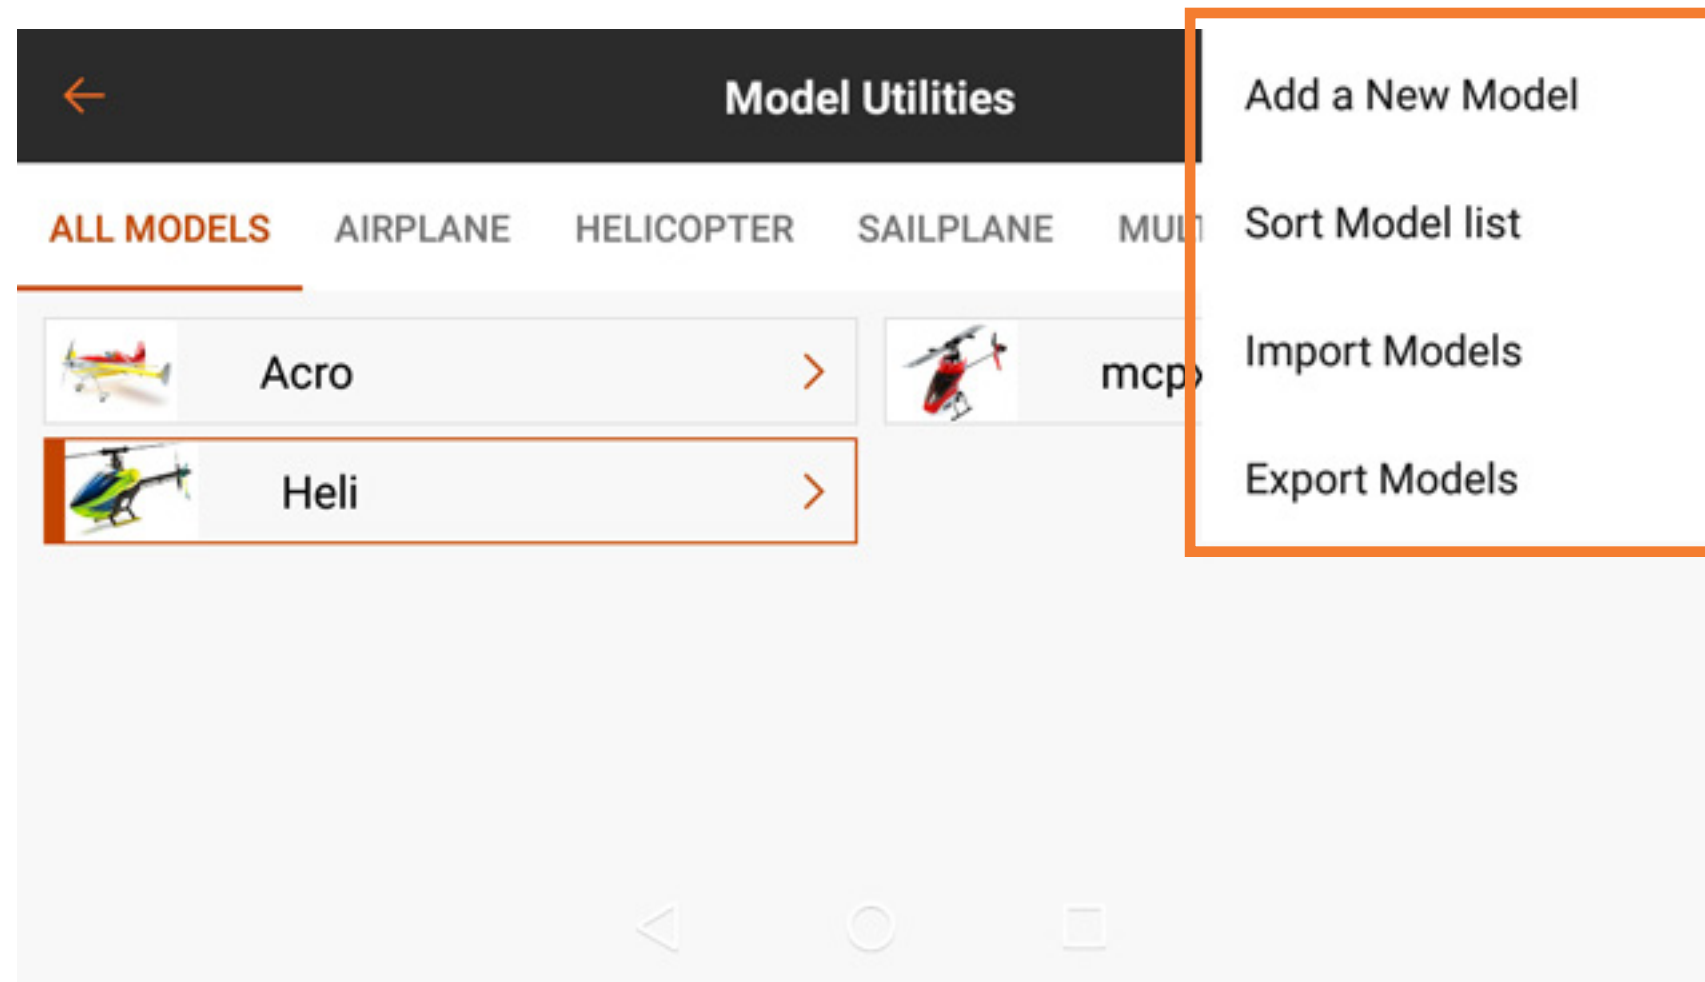 Model Utilities
ALL MODELS AIRPLANE HELICOPTER SAILPLANE
Acro
Heli
Add a New Model
Sort Model list
Import Models
Export Models